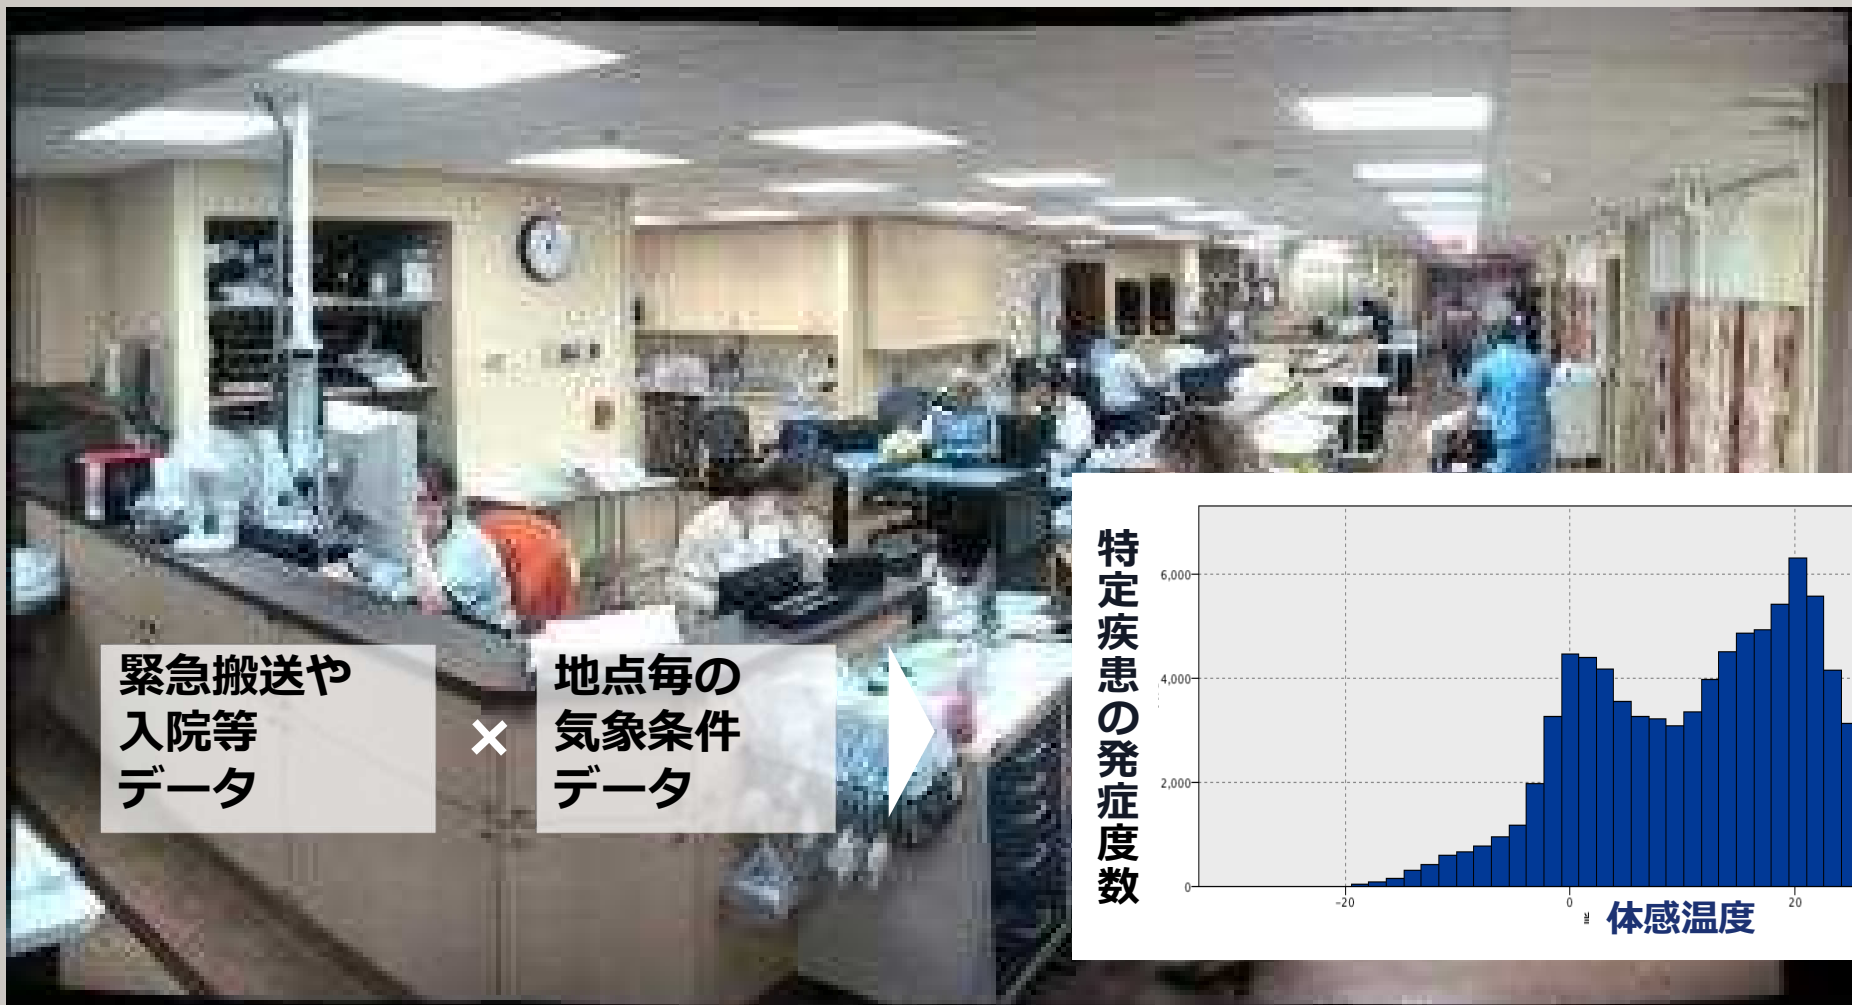 緊急搬送や
入院等
データ
×
地点毎の
気象条件
データ
特定疾患の発症度数
6,000
4,000
2,000
0
-20
0
20
体感温度